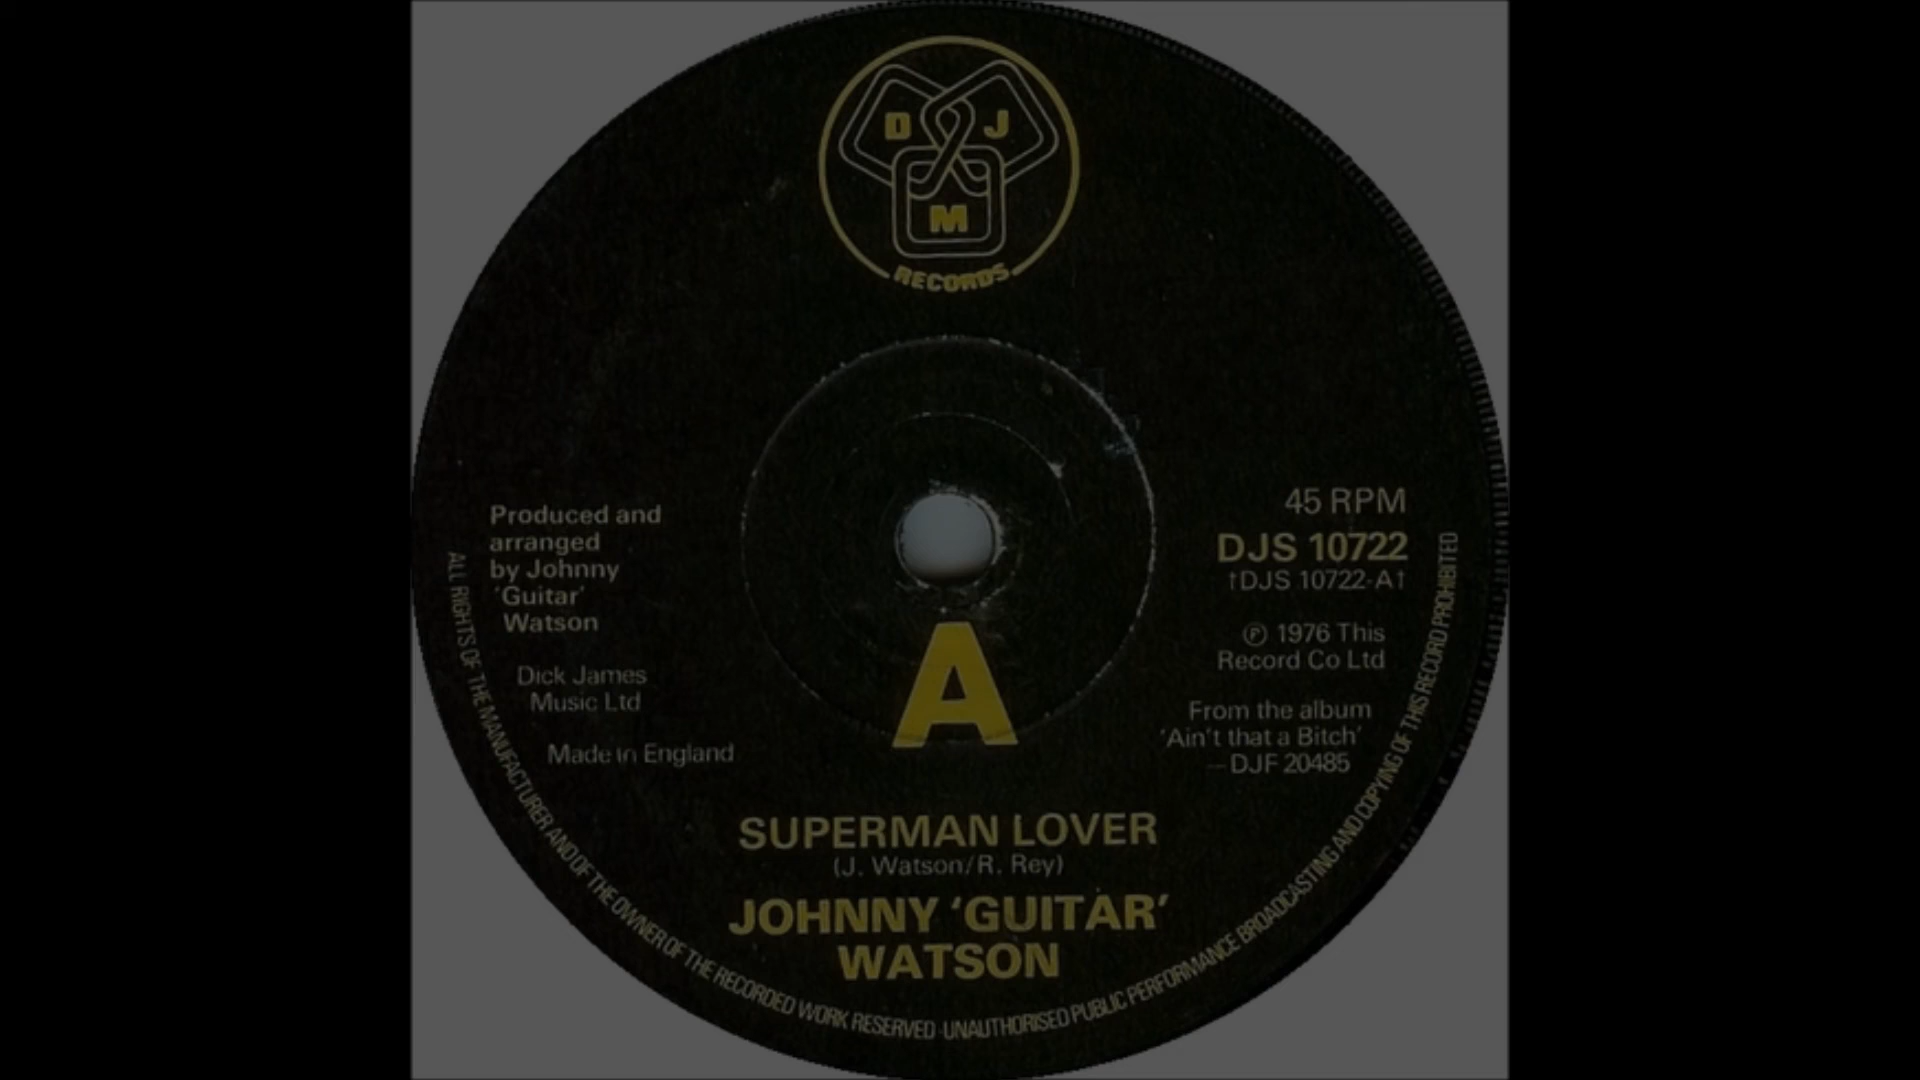 D J
M
RECORDS
Produced and
arranged
by Johnny
'Guitar'
Watson
Dick James
Music Ltd
Made in England
45 RPM
DJS 10722
†DJS 10722-A†
℗ 1976 This
Record Co Ltd
From the album
'Ain't that a Bitch'
— DJF 20485
A
SUPERMAN LOVER
(J. Watson/R. Rey)
JOHNNY ‘GUITAR’
WATSON
ALL RIGHTS OF THE MANUFACTURER AND OF THE OWNER OF THE RECORDED WORK RESERVED · UNAUTHORISED PUBLIC PERFORMANCE BROADCASTING AND COPYING OF THIS RECORD PROHIBITED